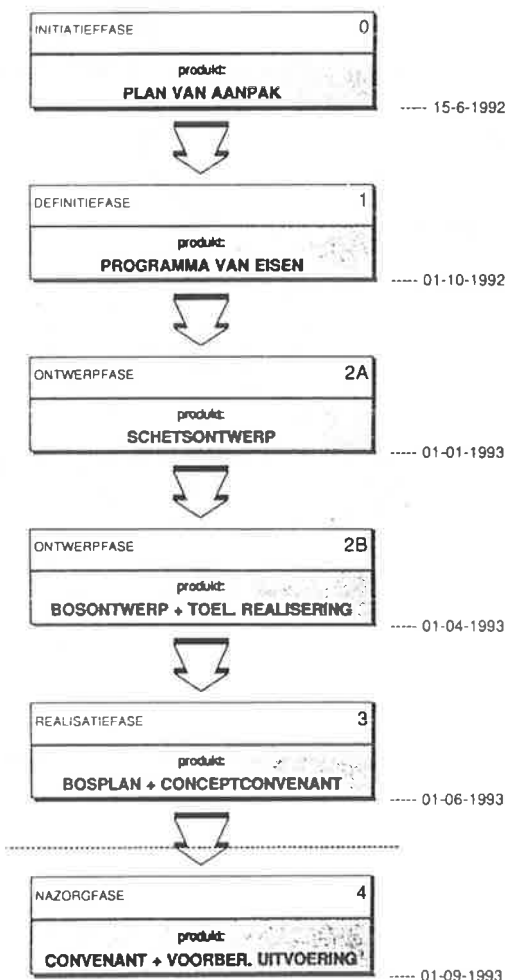 INITIATIEFFASE 0
produkt:
PLAN VAN AANPAK
---- 15-6-1992
DEFINITIEFASE 1
produkt:
PROGRAMMA VAN EISEN
----- 01-10-1992
ONTWERPFASE 2A
produkt:
SCHETSONTWERP
----- 01-01-1993
ONTWERPFASE 2B
produkt:
BOSONTWERP + TOEL. REALISERING
----- 01-04-1993
REALISATIEFASE 3
produkt:
BOSPLAN + CONCEPTCONVENANT
----- 01-06-1993
NAZORGFASE 4
produkt:
CONVENANT + VOORBER. UITVOERING
---- 01-09-1993